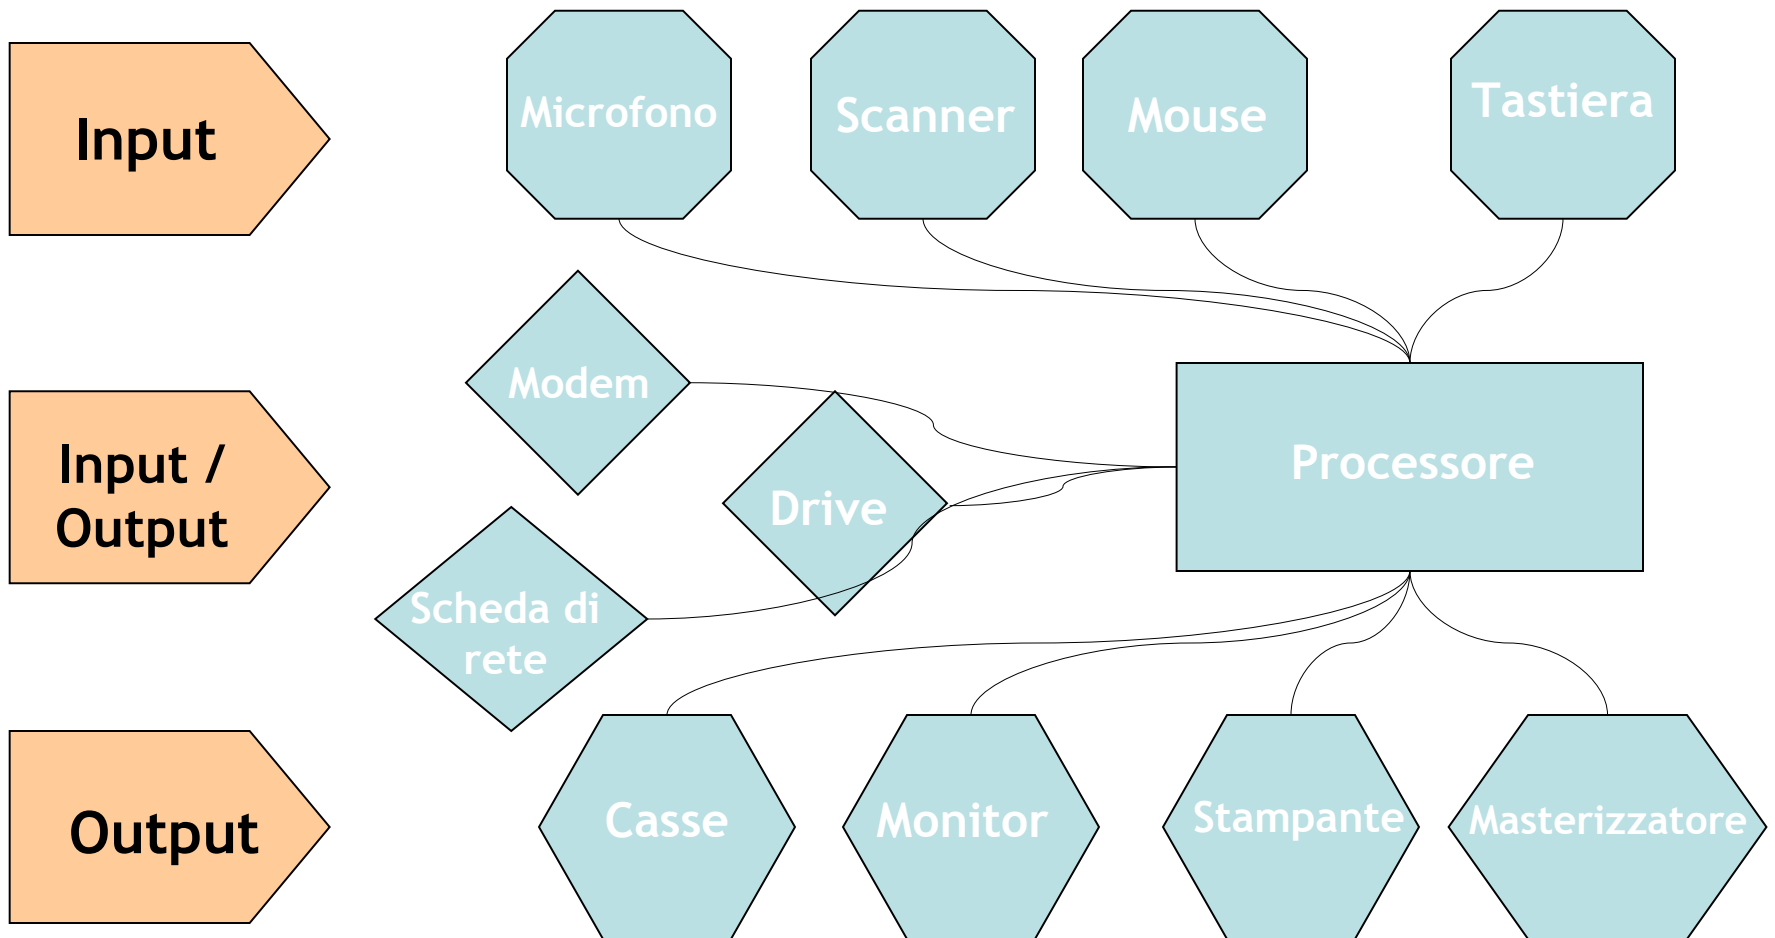 Input
Microfono
Scanner
Mouse
Tastiera
Input /
Output
Modem
Drive
Processore
Scheda di
rete
Output
Casse
Monitor
Stampante
Masterizzatore